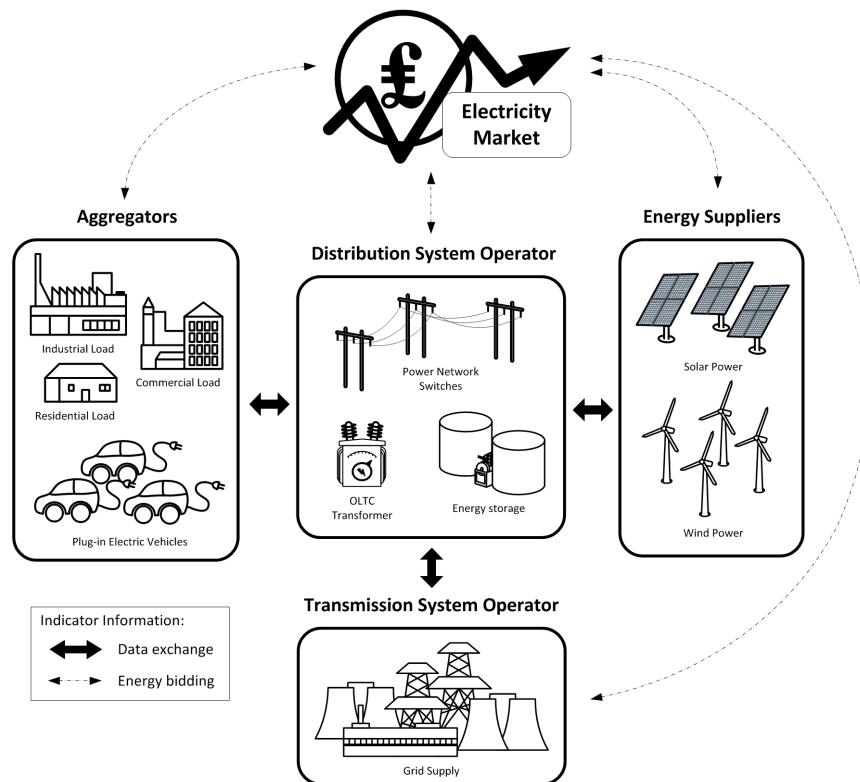 £
Electricity
Market
Aggregators
Industrial Load
Commercial Load
Residential Load
Plug-in Electric Vehicles
Distribution System Operator
Power Network
Switches
OLTC
Transformer
Energy storage
Energy Suppliers
Solar Power
Wind Power
Transmission System Operator
Grid Supply
Indicator Information:
Data exchange
Energy bidding